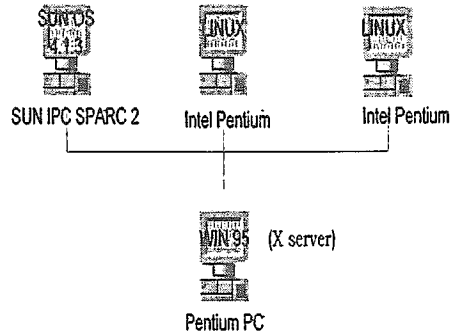 SUN OS
4.1.3
LINUX
LINUX
SUN IPC SPARC 2
Intel Pentium
Intel Pentium
WIN 95
(X server)
Pentium PC